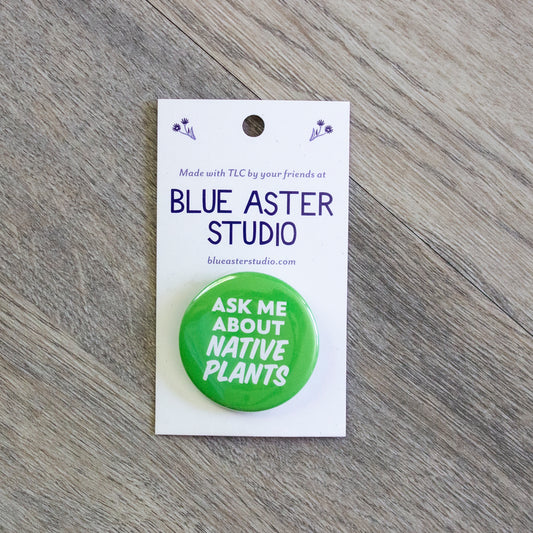 Made with TLC by your friends at
BLUE ASTER
STUDIO
blueasterstudio.com
ASK ME
ABOUT
NATIVE
PLANTS